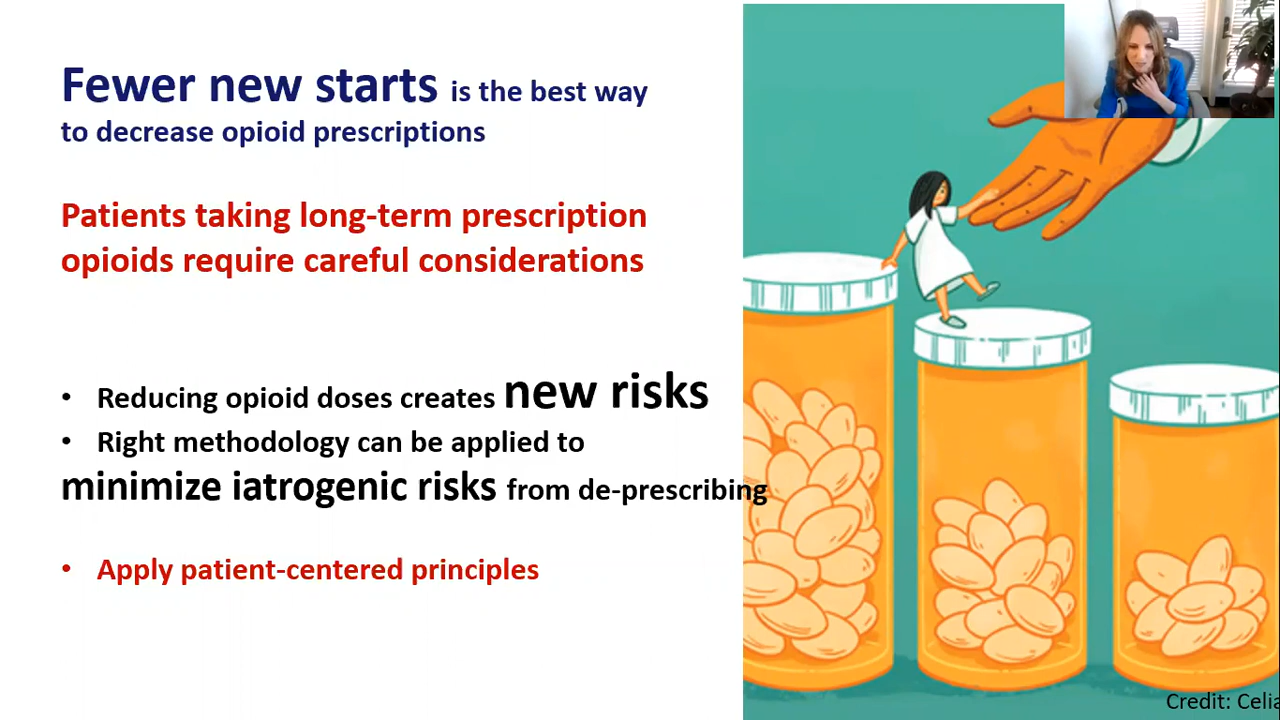 Fewer new starts is the best way
to decrease opioid prescriptions
Patients taking long-term prescription
opioids require careful considerations
• Reducing opioid doses creates new risks
• Right methodology can be applied to
minimize iatrogenic risks from de-prescribing
• Apply patient-centered principles
Credit: Celia